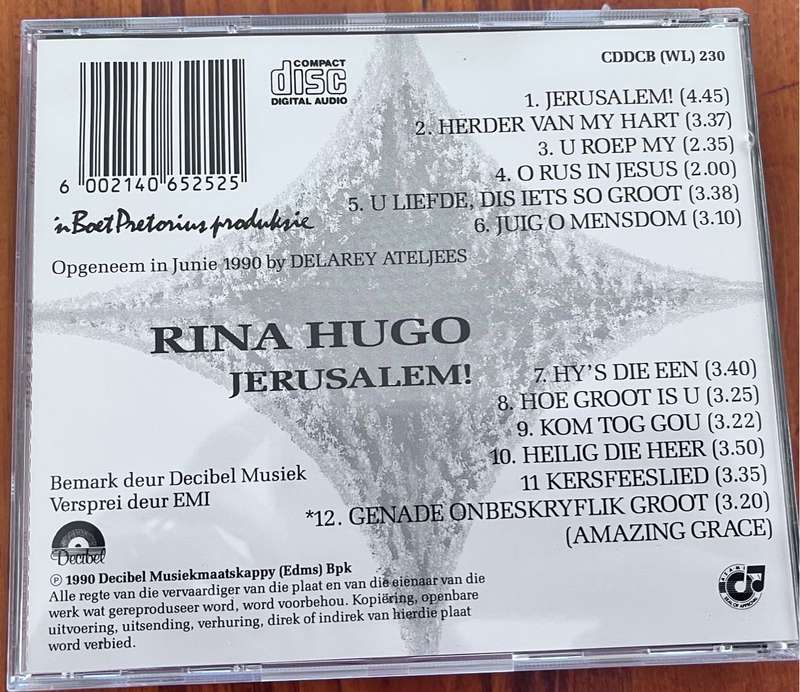 COMPACT
disc
DIGITAL AUDIO
CDDCB (WL) 230
1. JERUSALEM! (4.45)
2. HERDER VAN MY HART (3.37)
3. U ROEP MY (2.35)
4. O RUS IN JESUS (2.00)
5. U LIEFDE, DIS IETS SO GROOT (3.38)
6. JUIG O MENSDOM (3.10)
6 002140 652525
'n Boet Pretorius produksie
Opgeneem in Junie 1990 by DELAREY ATELJEES
RINA HUGO
JERUSALEM!
7. HY'S DIE EEN (3.40)
8. HOE GROOT IS U (3.25)
9. KOM TOG GOU (3.22)
10. HEILIG DIE HEER (3.50)
11 KERSFEESLIED (3.35)
*12. GENADE ONBESKRYFLIK GROOT (3.20)
(AMAZING GRACE)
Bemark deur Decibel Musiek
Versprei deur EMI
Decibel
℗ 1990 Decibel Musiekmaatskappy (Edms) Bpk
Alle regte van die vervaardiger van die plaat en van die eienaar van die
werk wat gereproduseer word, word voorbehou. Kopiëring, openbare
uitvoering, uitsending, verhuring, direk of indirek van hierdie plaat
word verbied.
SEAL OF APPROVAL